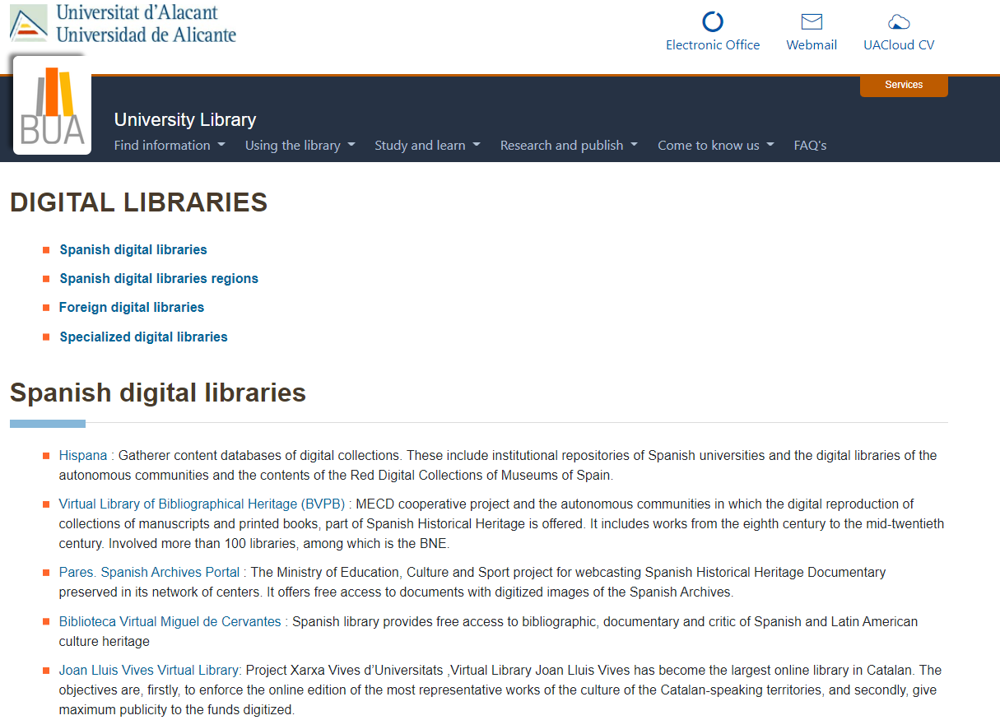 Universitat d'Alacant
Universidad de Alicante
Electronic Office
Webmail
UACloud CV
Services
BUA
University Library
Find information
Using the library
Study and learn
Research and publish
Come to know us
FAQ's
DIGITAL LIBRARIES
Spanish digital libraries
Spanish digital libraries regions
Foreign digital libraries
Specialized digital libraries
Spanish digital libraries
Hispana : Gatherer content databases of digital collections. These include institutional repositories of Spanish universities and the digital libraries of the
autonomous communities and the contents of the Red Digital Collections of Museums of Spain.
Virtual Library of Bibliographical Heritage (BVPB) : MECD cooperative project and the autonomous communities in which the digital reproduction of
collections of manuscripts and printed books, part of Spanish Historical Heritage is offered. It includes works from the eighth century to the mid-twentieth
century. Involved more than 100 libraries, among which is the BNE.
Pares. Spanish Archives Portal : The Ministry of Education, Culture and Sport project for webcasting Spanish Historical Heritage Documentary
preserved in its network of centers. It offers free access to documents with digitized images of the Spanish Archives.
Biblioteca Virtual Miguel de Cervantes : Spanish library provides free access to bibliographic, documentary and critic of Spanish and Latin American
culture heritage
Joan Lluis Vives Virtual Library: Project Xarxa Vives d'Universitats ,Virtual Library Joan Lluis Vives has become the largest online library in Catalan. The
objectives are, firstly, to enforce the online edition of the most representative works of the culture of the Catalan-speaking territories, and secondly, give
maximum publicity to the funds digitized.